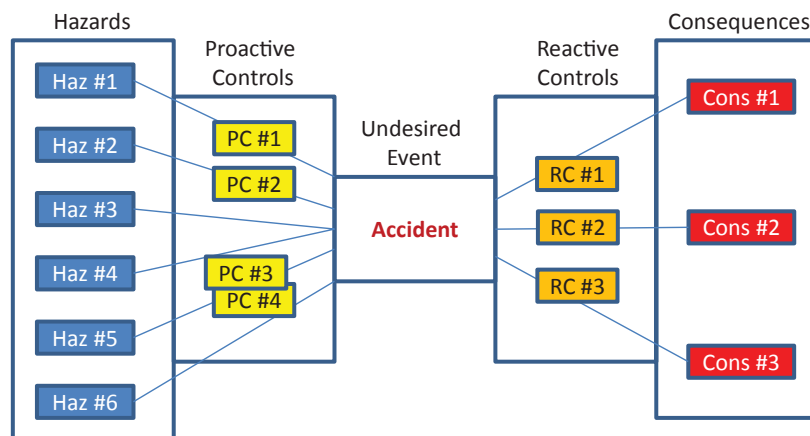 Hazards
Consequences
Proactive
Controls
Reactive
Controls
Undesired
Event
Haz #1
Haz #2
Haz #3
Haz #4
Haz #5
Haz #6
PC #1
PC #2
PC #3
PC #4
Accident
RC #1
RC #2
RC #3
Cons #1
Cons #2
Cons #3